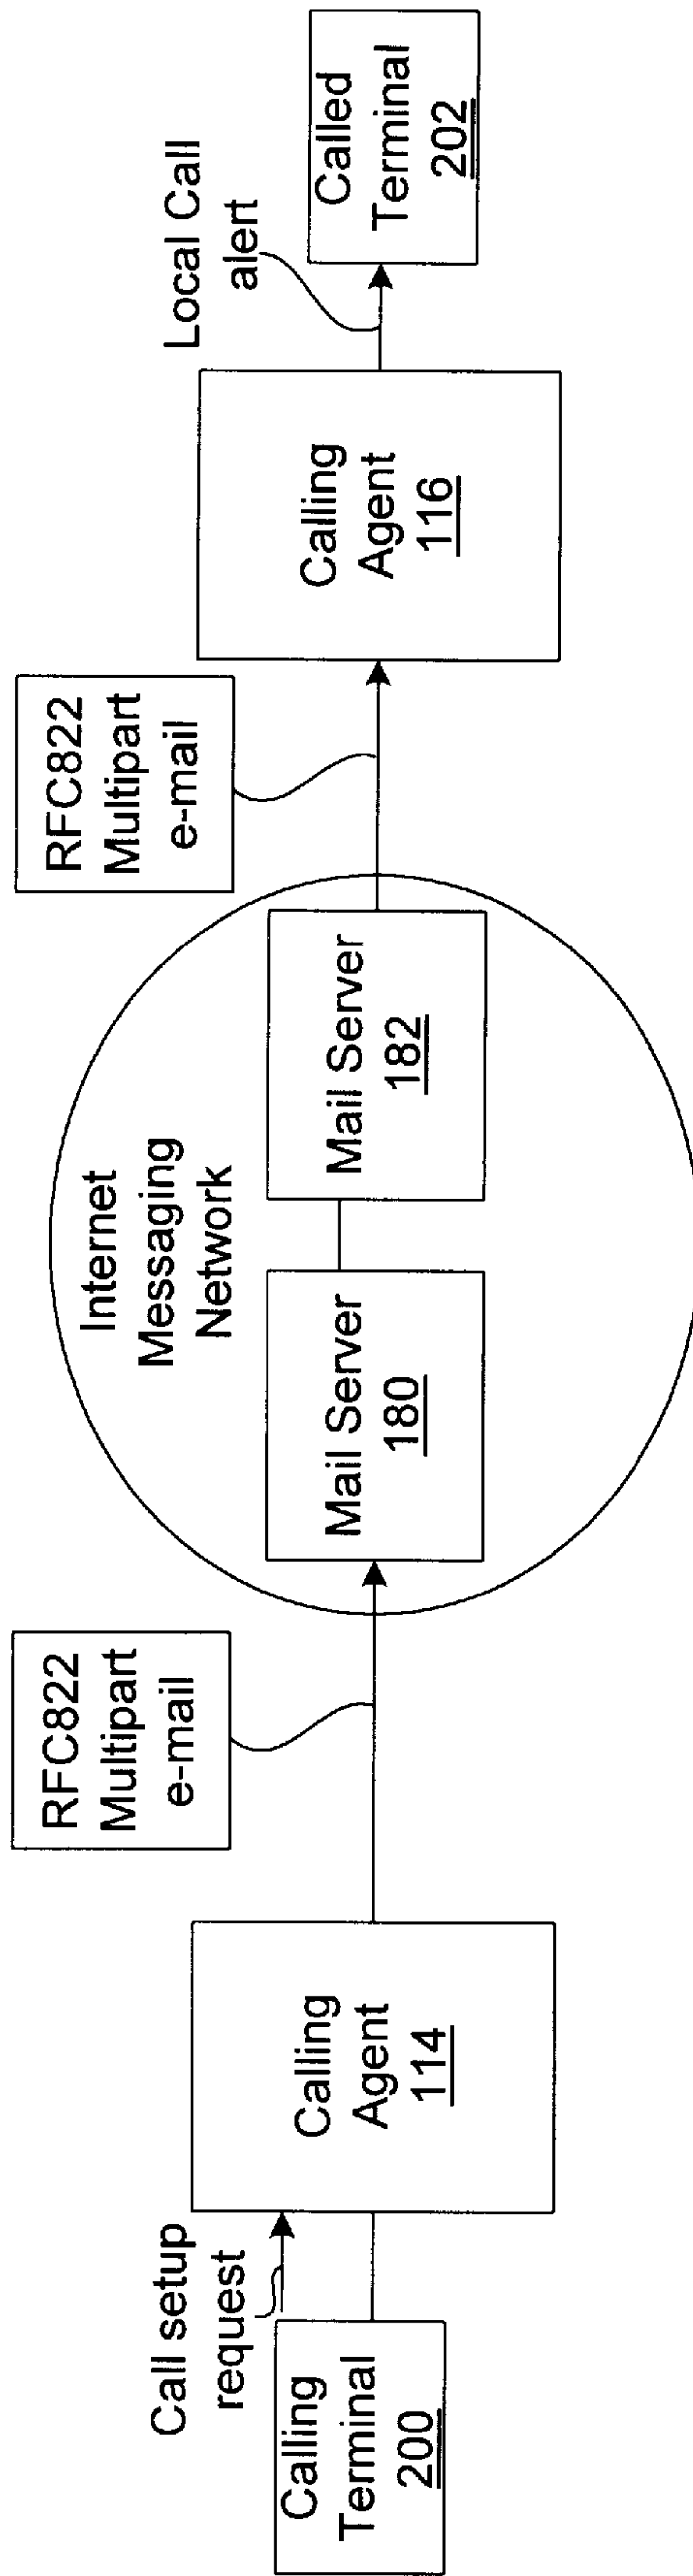 Calling
Terminal
200
Call setup
request
Calling
Agent
114
RFC822
Multipart
e-mail
Internet
Messaging
Network
Mail Server
180
Mail Server
182
RFC822
Multipart
e-mail
Calling
Agent
116
Local Call
alert
Called
Terminal
202